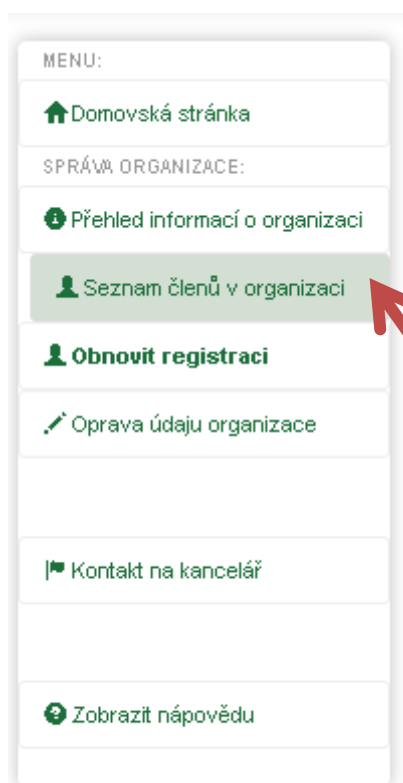 MENU:
Domovská stránka
SPRÁVA ORGANIZACE:
Přehled informací o organizaci
Seznam členů v organizaci
Obnovit registraci
Oprava údaju organizace
Kontakt na kancelář
Zobrazit nápovědu